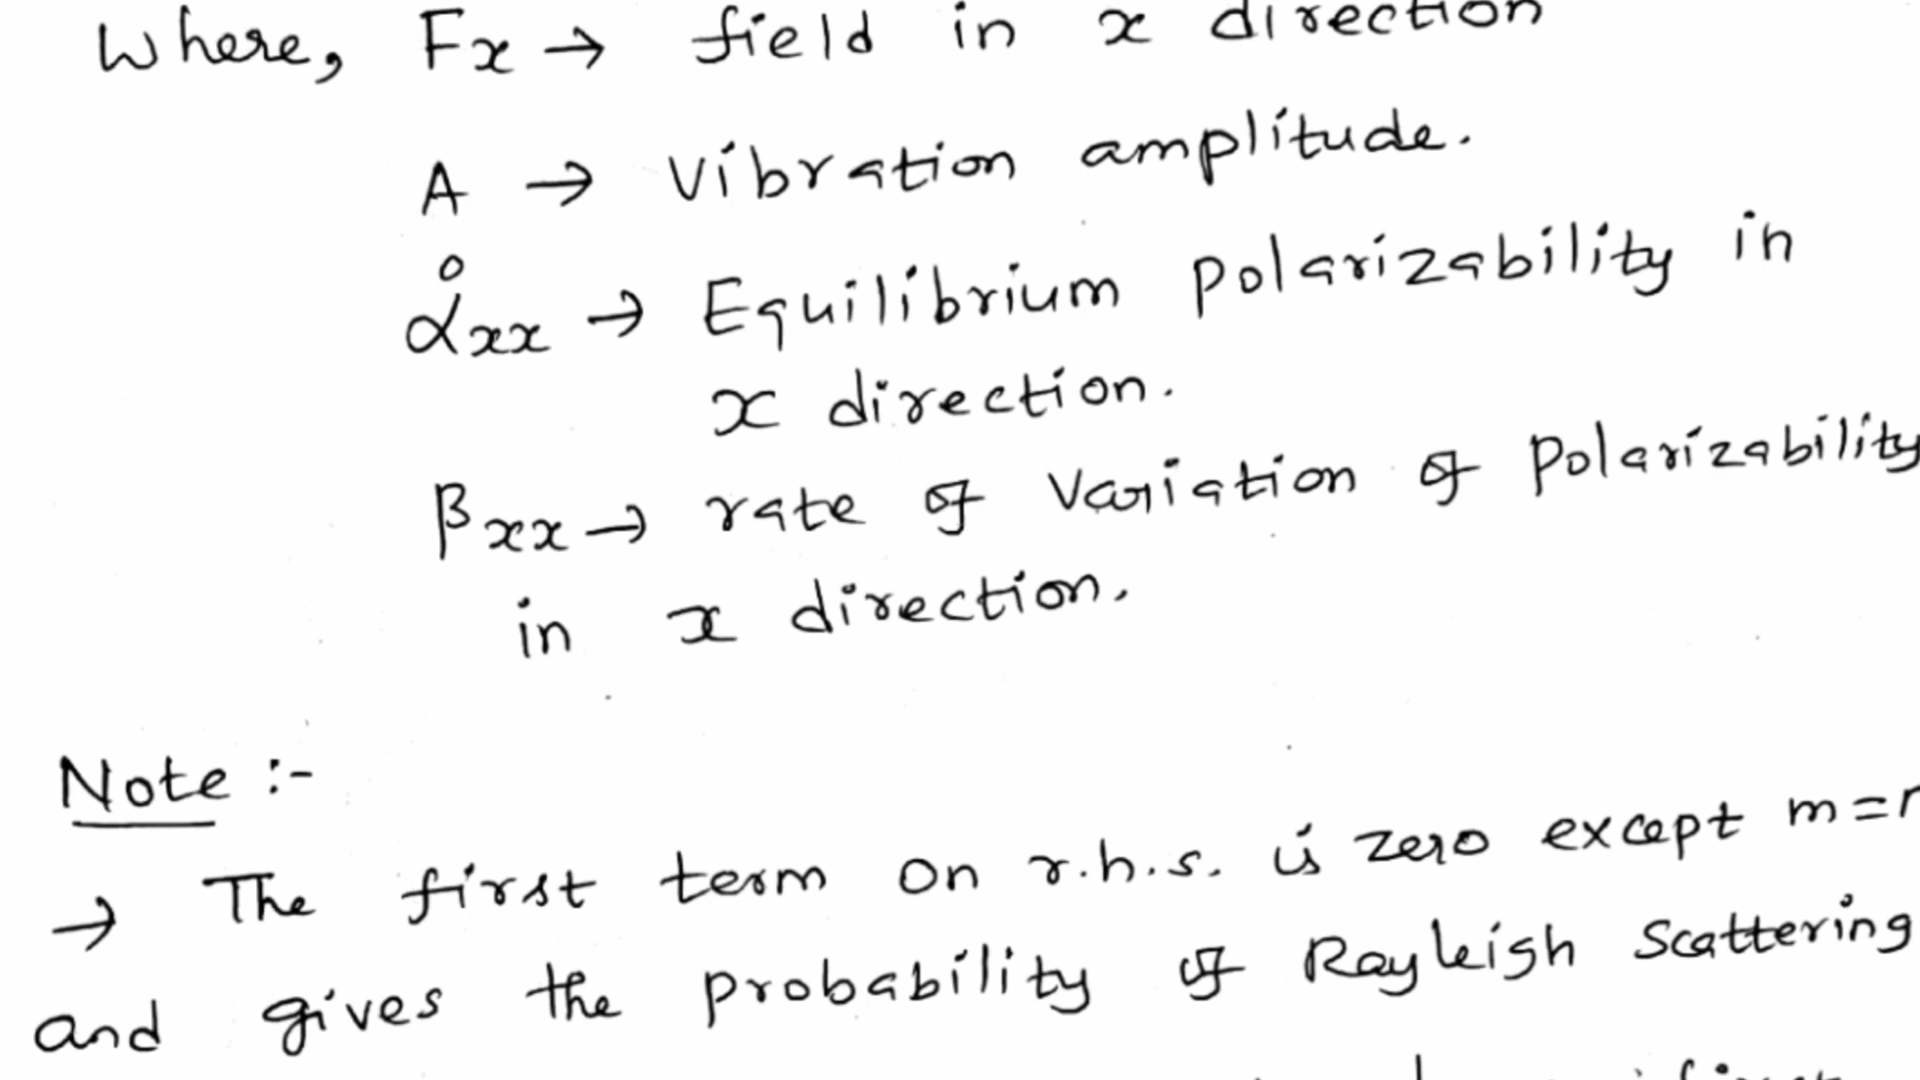 Where, Fx → field in x direction
A → Vibration amplitude.
α°xx → Equilibrium Polarizability in
x direction.
βxx → rate of Variation of Polarizability
in x direction.
Note :-
→ The first term on r.h.s. is zero except m=
and gives the probability of Rayleigh Scattering